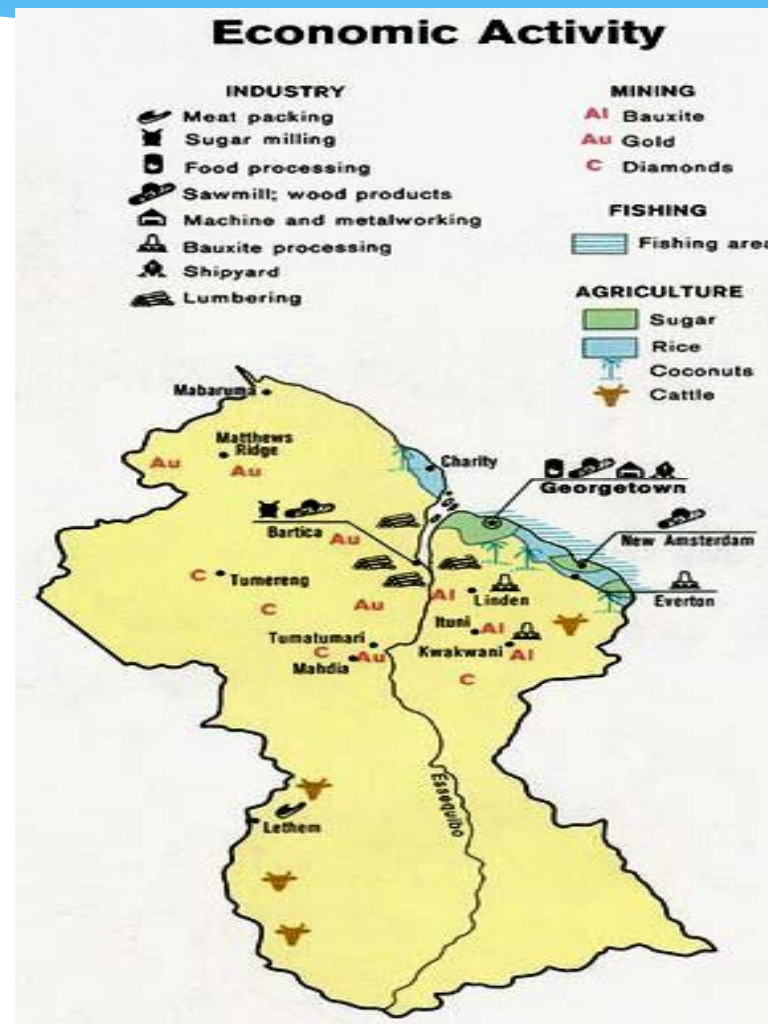 Economic Activity
INDUSTRY
Meat packing
Sugar milling
Food processing
Sawmill; wood products
Machine and metalworking
Bauxite processing
Shipyard
Lumbering
MINING
Al Bauxite
Au Gold
C Diamonds
FISHING
Fishing area
AGRICULTURE
Sugar
Rice
Coconuts
Cattle
Mabaruma
Matthews
Ridge
Au
Au
Charity
Georgetown
Bartica
Au
New Amsterdam
C
Tumereng
C
Au
Al
Linden
Everton
Ituni
Al
Tumatumari
C
Au
Mahdia
Kwakwani
Al
C
Essequibo
Lethem